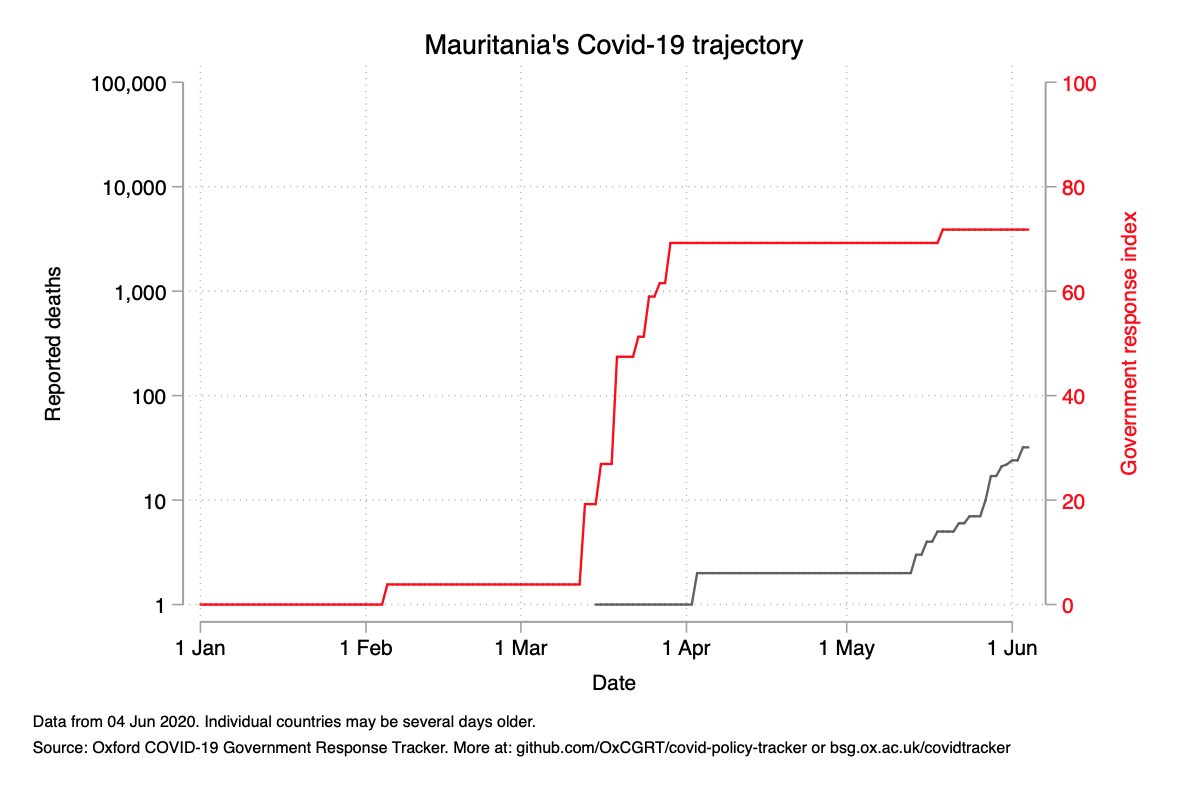 Mauritania's Covid-19 trajectory
100,000
10,000
1,000
100
10
1
Reported deaths
100
80
60
40
20
0
Government response index
1 Jan 1 Feb 1 Mar 1 Apr 1 May 1 Jun
Date
Data from 04 Jun 2020. Individual countries may be several days older.
Source: Oxford COVID-19 Government Response Tracker. More at: github.com/OxCGRT/covid-policy-tracker or bsg.ox.ac.uk/covidtracker